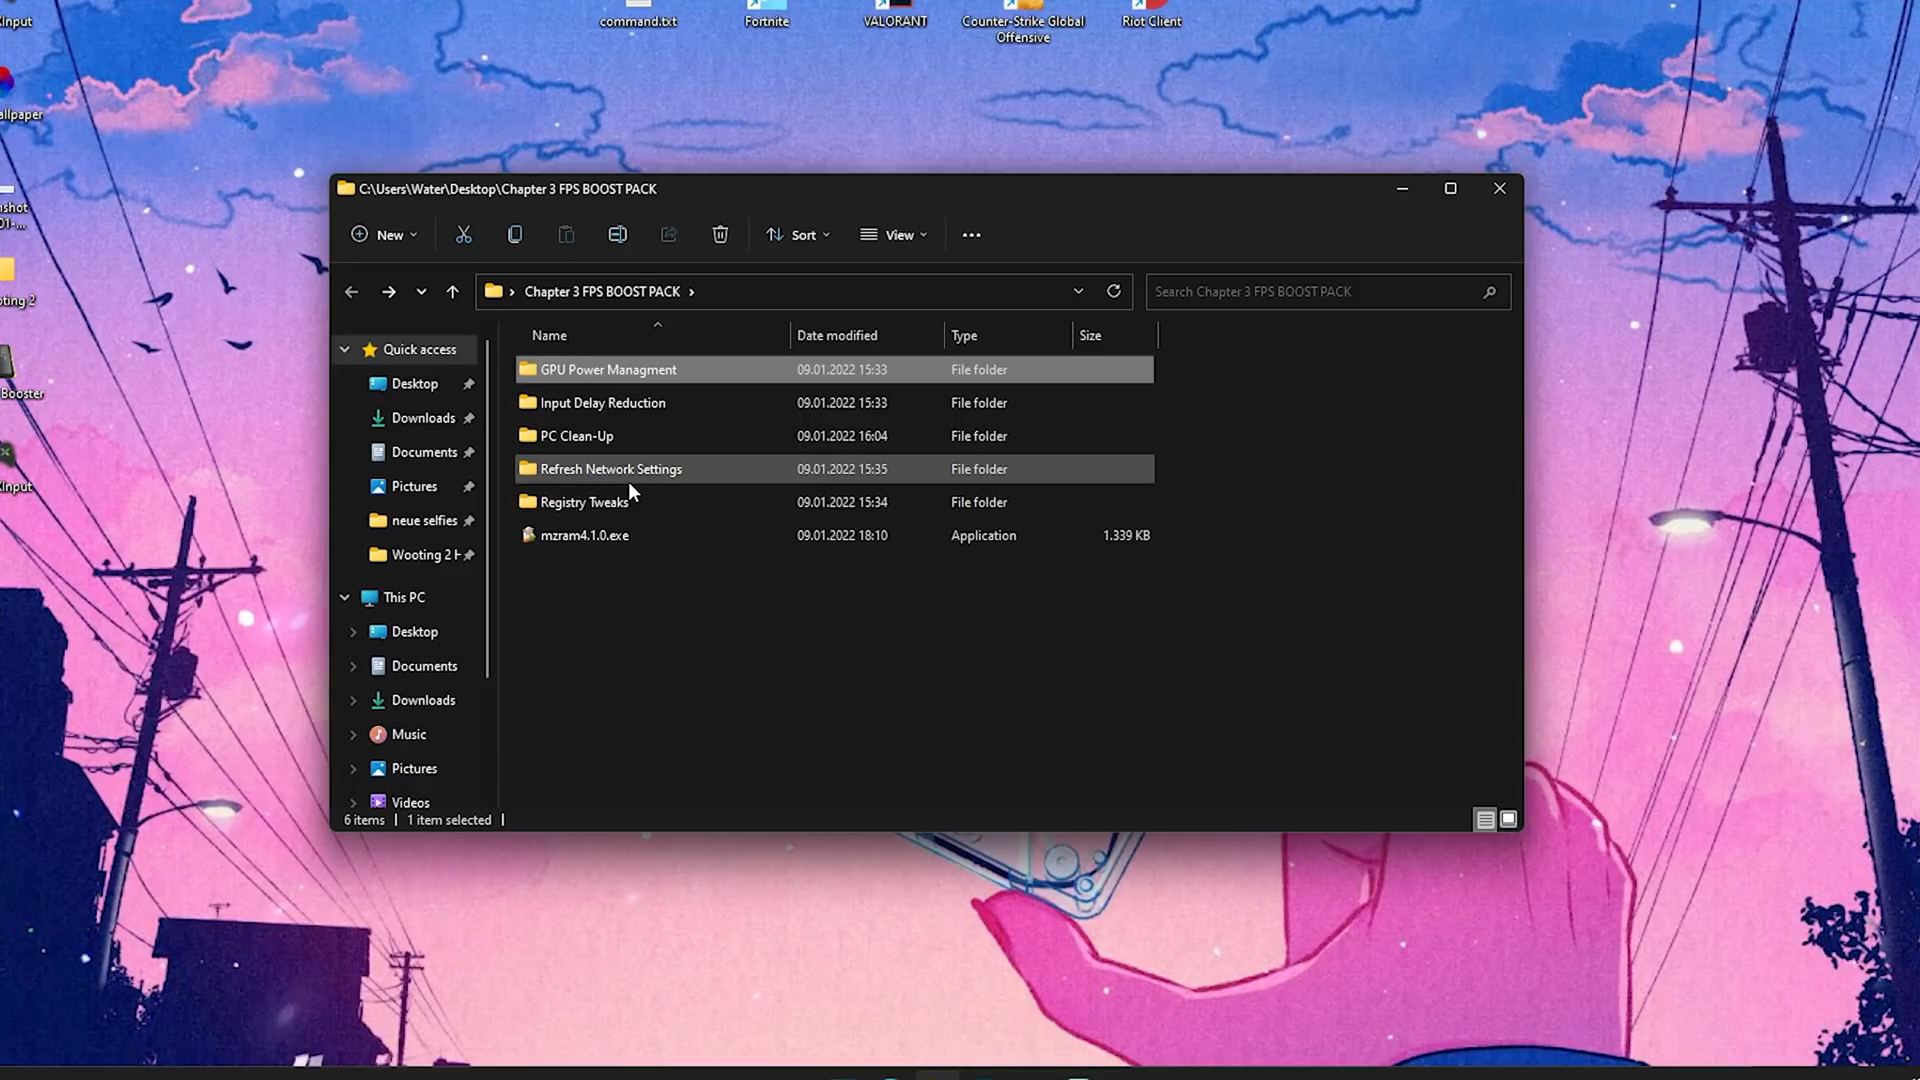 command.txt
Fortnite
VALORANT
Counter-Strike Global
Offensive
Riot Client
Input
allpaper
nshot
01-...
oting 2
Booster
Input
C:\Users\Water\Desktop\Chapter 3 FPS BOOST PACK
New
Sort
View
Chapter 3 FPS BOOST PACK
Search Chapter 3 FPS BOOST PACK
Name
Date modified
Type
Size
GPU Power Managment 09.01.2022 15:33 File folder
Input Delay Reduction 09.01.2022 15:33 File folder
PC Clean-Up 09.01.2022 16:04 File folder
Refresh Network Settings 09.01.2022 15:35 File folder
Registry Tweaks 09.01.2022 15:34 File folder
mzram4.1.0.exe 09.01.2022 18:10 Application 1.339 KB
Quick access
Desktop
Downloads
Documents
Pictures
neue selfies
Wooting 2 H
This PC
Desktop
Documents
Downloads
Music
Pictures
Videos
6 items
1 item selected